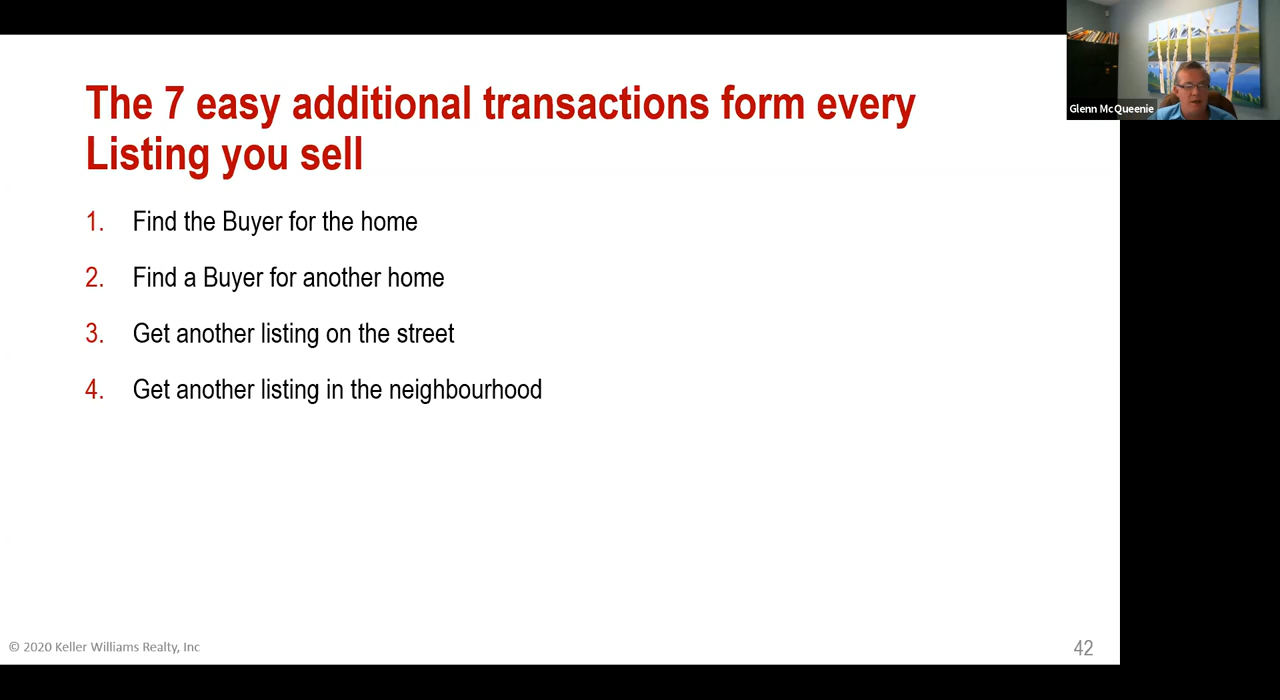 The 7 easy additional transactions form every
Listing you sell
Glenn McQueenie
1. Find the Buyer for the home
2. Find a Buyer for another home
3. Get another listing on the street
4. Get another listing in the neighbourhood
© 2020 Keller Williams Realty, Inc
42